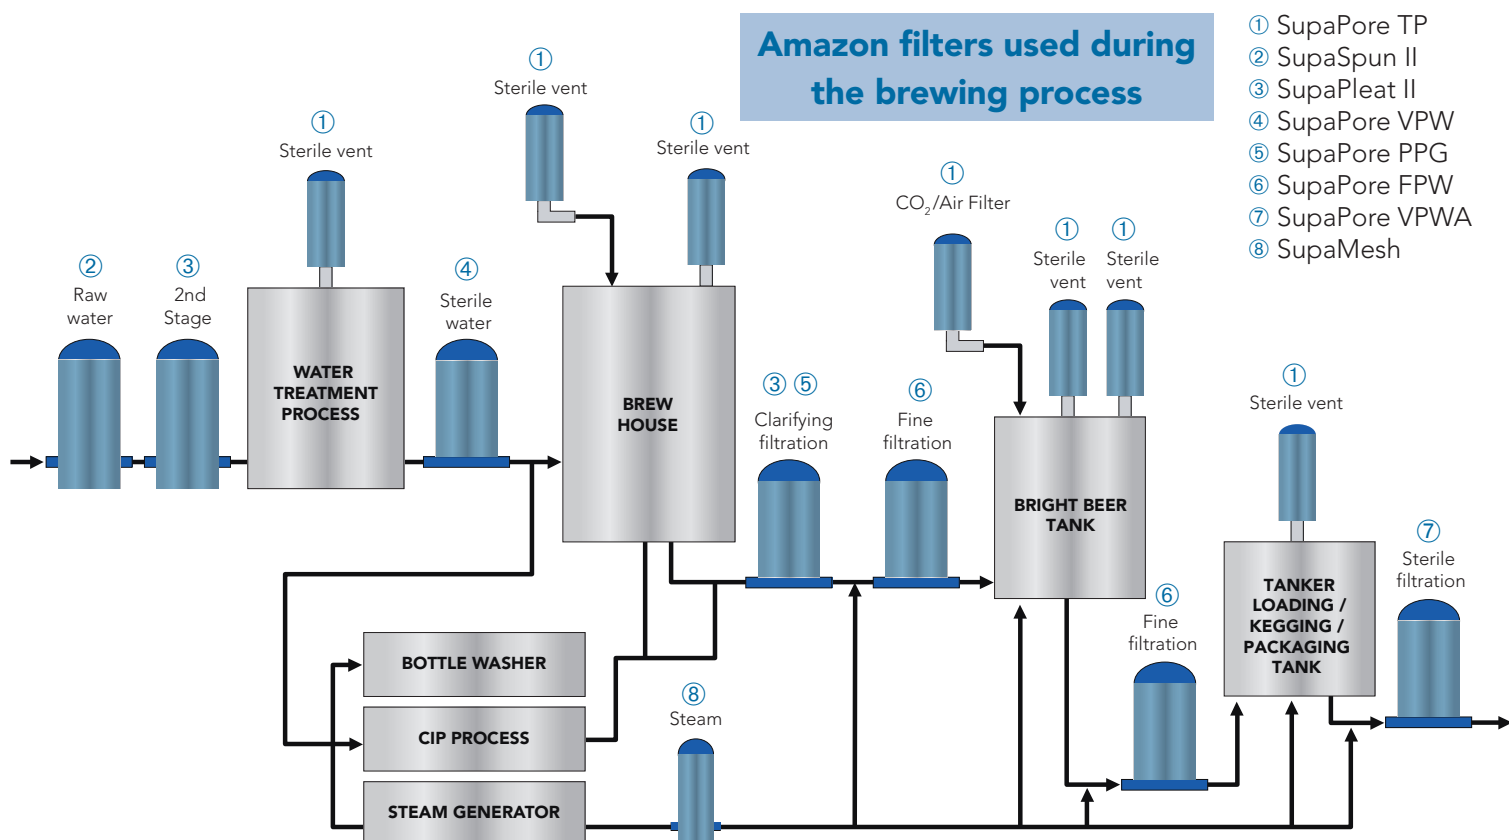 Amazon filters used during
the brewing process
① SupaPore TP
② SupaSpun II
③ SupaPleat II
④ SupaPore VPW
⑤ SupaPore PPG
⑥ SupaPore FPW
⑦ SupaPore VPWA
⑧ SupaMesh
②
Raw
water
③
2nd
Stage
①
Sterile vent
WATER
TREATMENT
PROCESS
④
Sterile
water
①
Sterile vent
①
Sterile vent
BREW
HOUSE
③ ⑤
Clarifying
filtration
⑥
Fine
filtration
①
CO₂/Air Filter
①
Sterile
vent
①
Sterile
vent
BRIGHT BEER
TANK
⑥
Fine
filtration
①
Sterile vent
TANKER
LOADING /
KEGGING /
PACKAGING
TANK
⑦
Sterile
filtration
BOTTLE WASHER
CIP PROCESS
STEAM GENERATOR
⑧
Steam